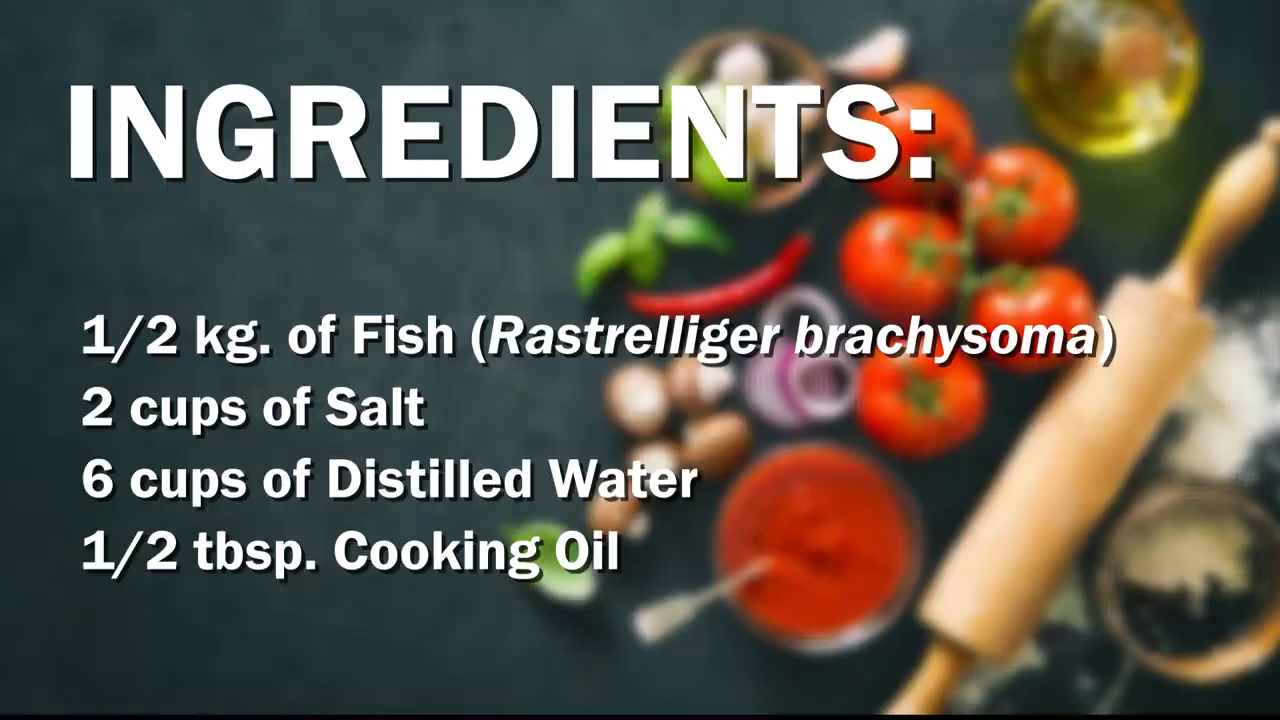 INGREDIENTS:
1/2 kg. of Fish (Rastrelliger brachysoma)
2 cups of Salt
6 cups of Distilled Water
1/2 tbsp. Cooking Oil